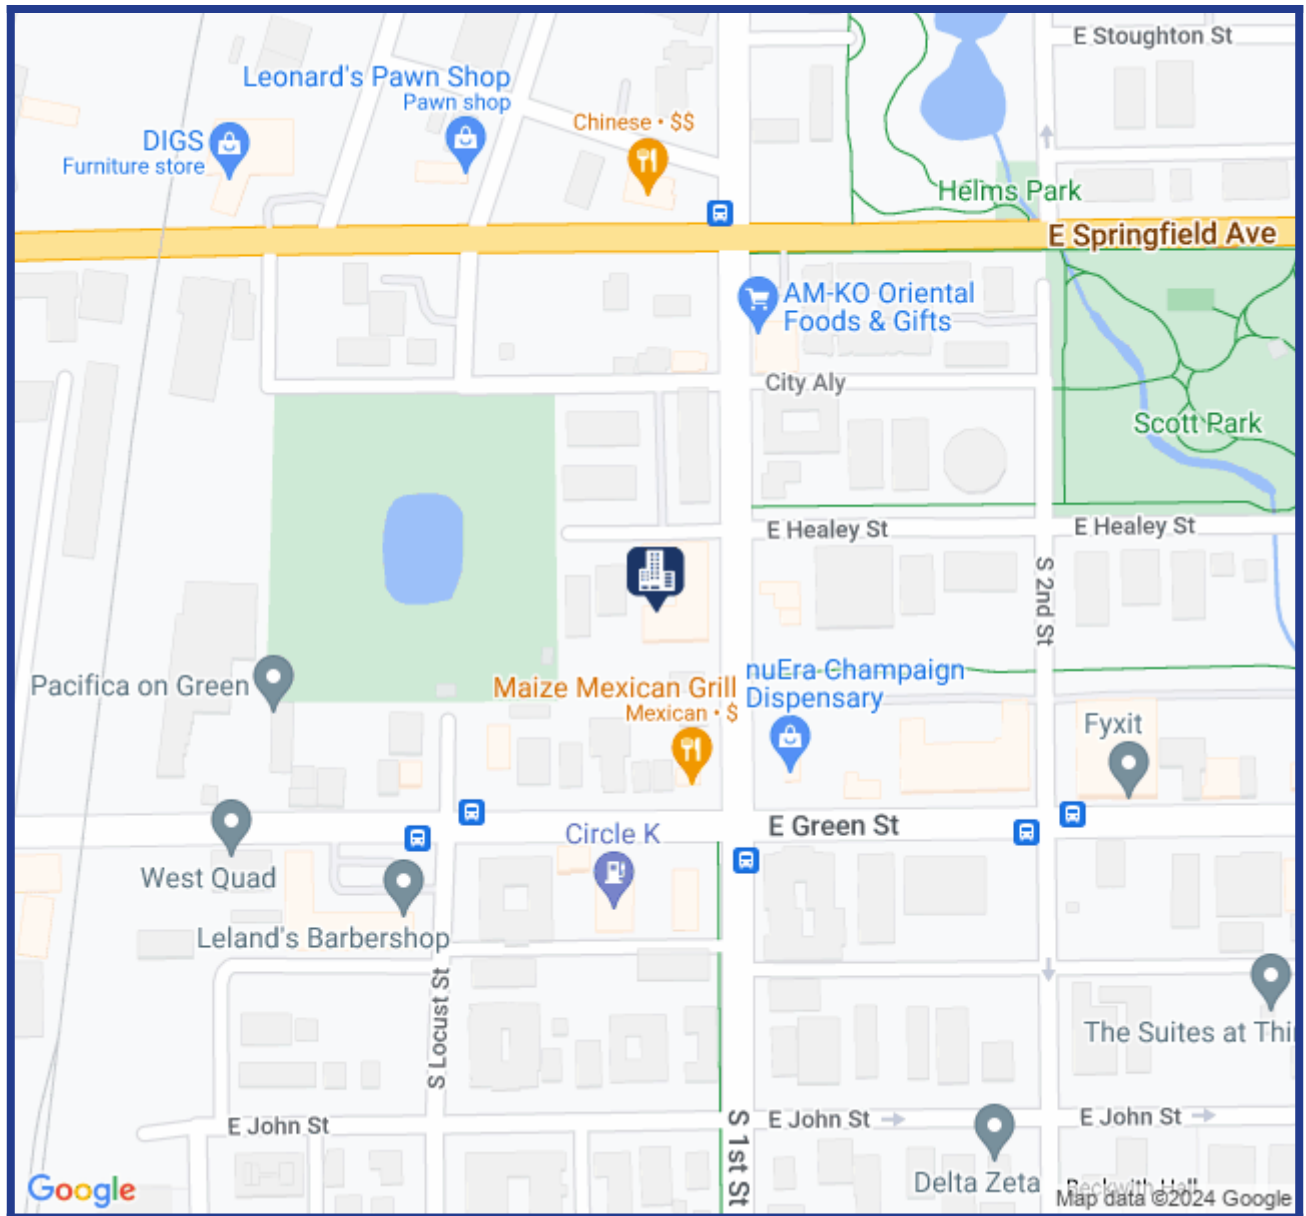 E Stoughton St
Leonard's Pawn Shop
Pawn shop
Chinese • $$
DIGS
Furniture store
Helms Park
E Springfield Ave
AM-KO Oriental
Foods & Gifts
City Aly
Scott Park
E Healey St
E Healey St
S 2nd St
Pacifica on Green
Maize Mexican Grill
Mexican • $
nuEra Champaign
Dispensary
Fyxit
E Green St
Circle K
West Quad
Leland's Barbershop
S Locust St
The Suites at Thi
E John St
S 1st St
E John St
E John St
Delta Zeta
Beckwith Hall
Google
Map data ©2024 Google